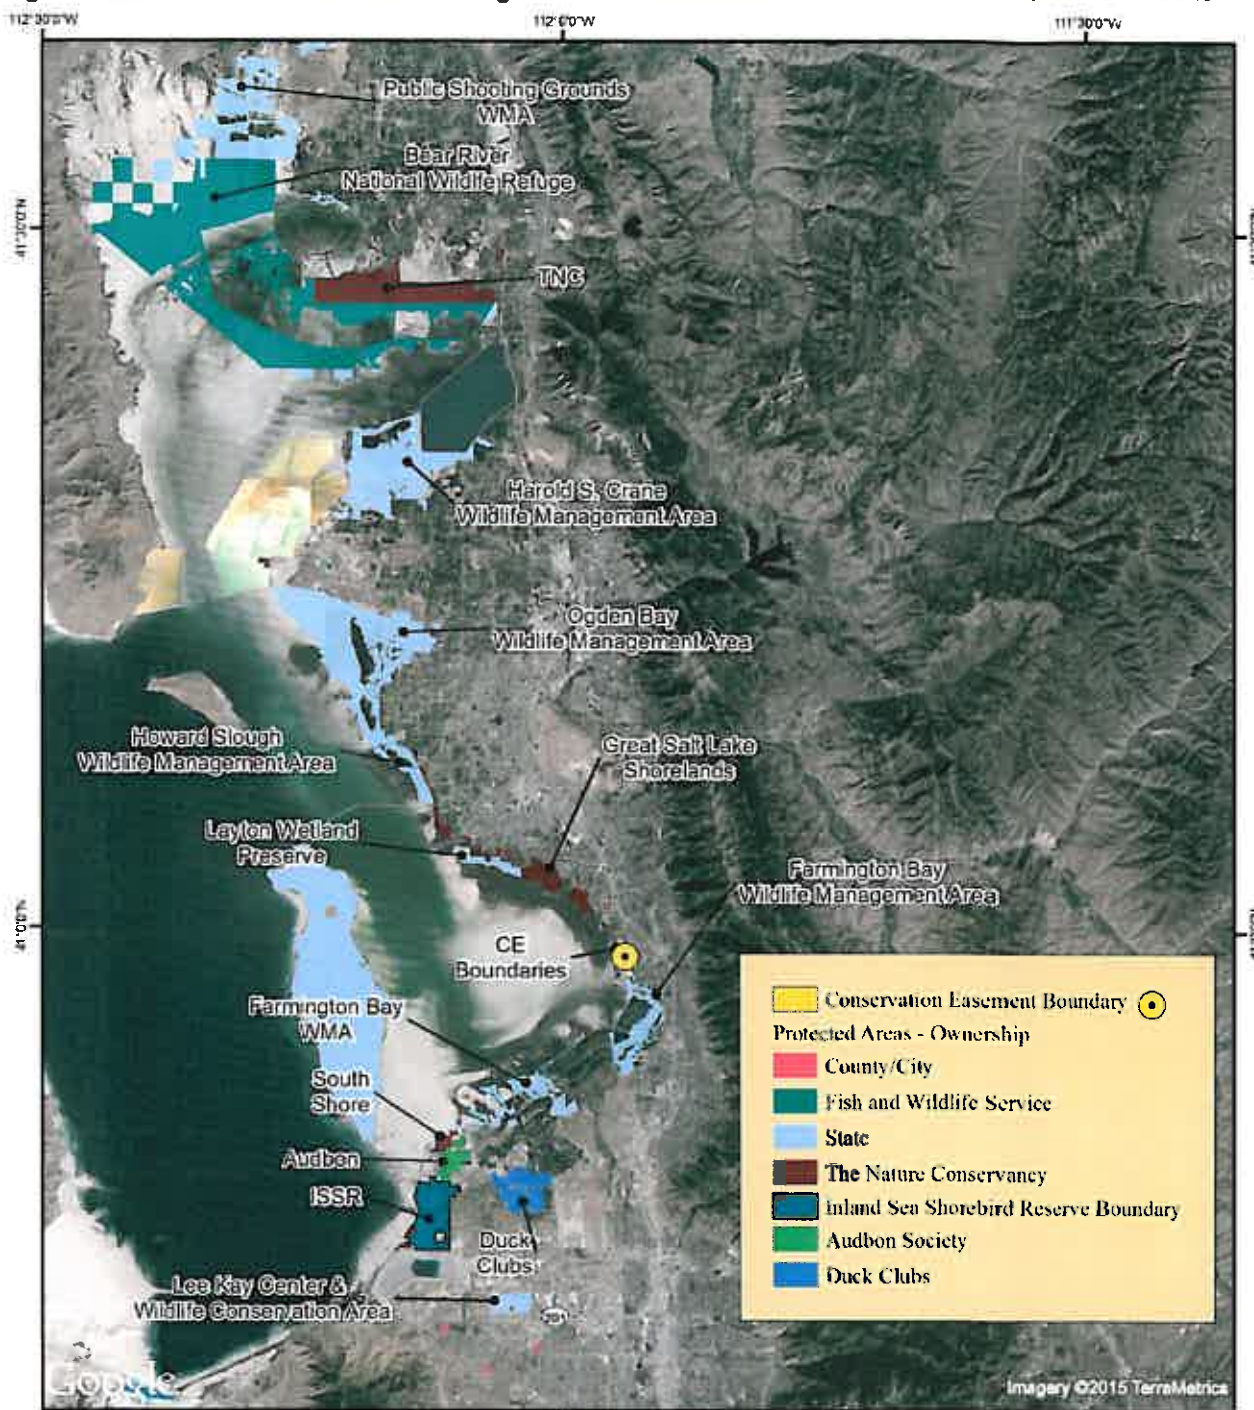 112°0'0"W
111°30'0"W
Public Shooting Grounds
WMA
Bear River
National Wildlife Refuge
TNC
Harold S. Crane
Wildlife Management Area
Ogden Bay
Wildlife Management Area
Howard Slough
Wildlife Management Area
Great Salt Lake
Shorelands
Layton Wetland
Preserve
Farmington Bay
Wildlife Management Area
CE
Boundaries
Farmington Bay
WMA
South
Shore
Audbon
ISSR
Duck
Clubs
Lee Kay Center &
Wildlife Conservation Area
Conservation Easement Boundary
Protected Areas - Ownership
County/City
Fish and Wildlife Service
State
The Nature Conservancy
Inland Sea Shorebird Reserve Boundary
Audbon Society
Duck Clubs
Google
Imagery ©2015 TerraMetrics